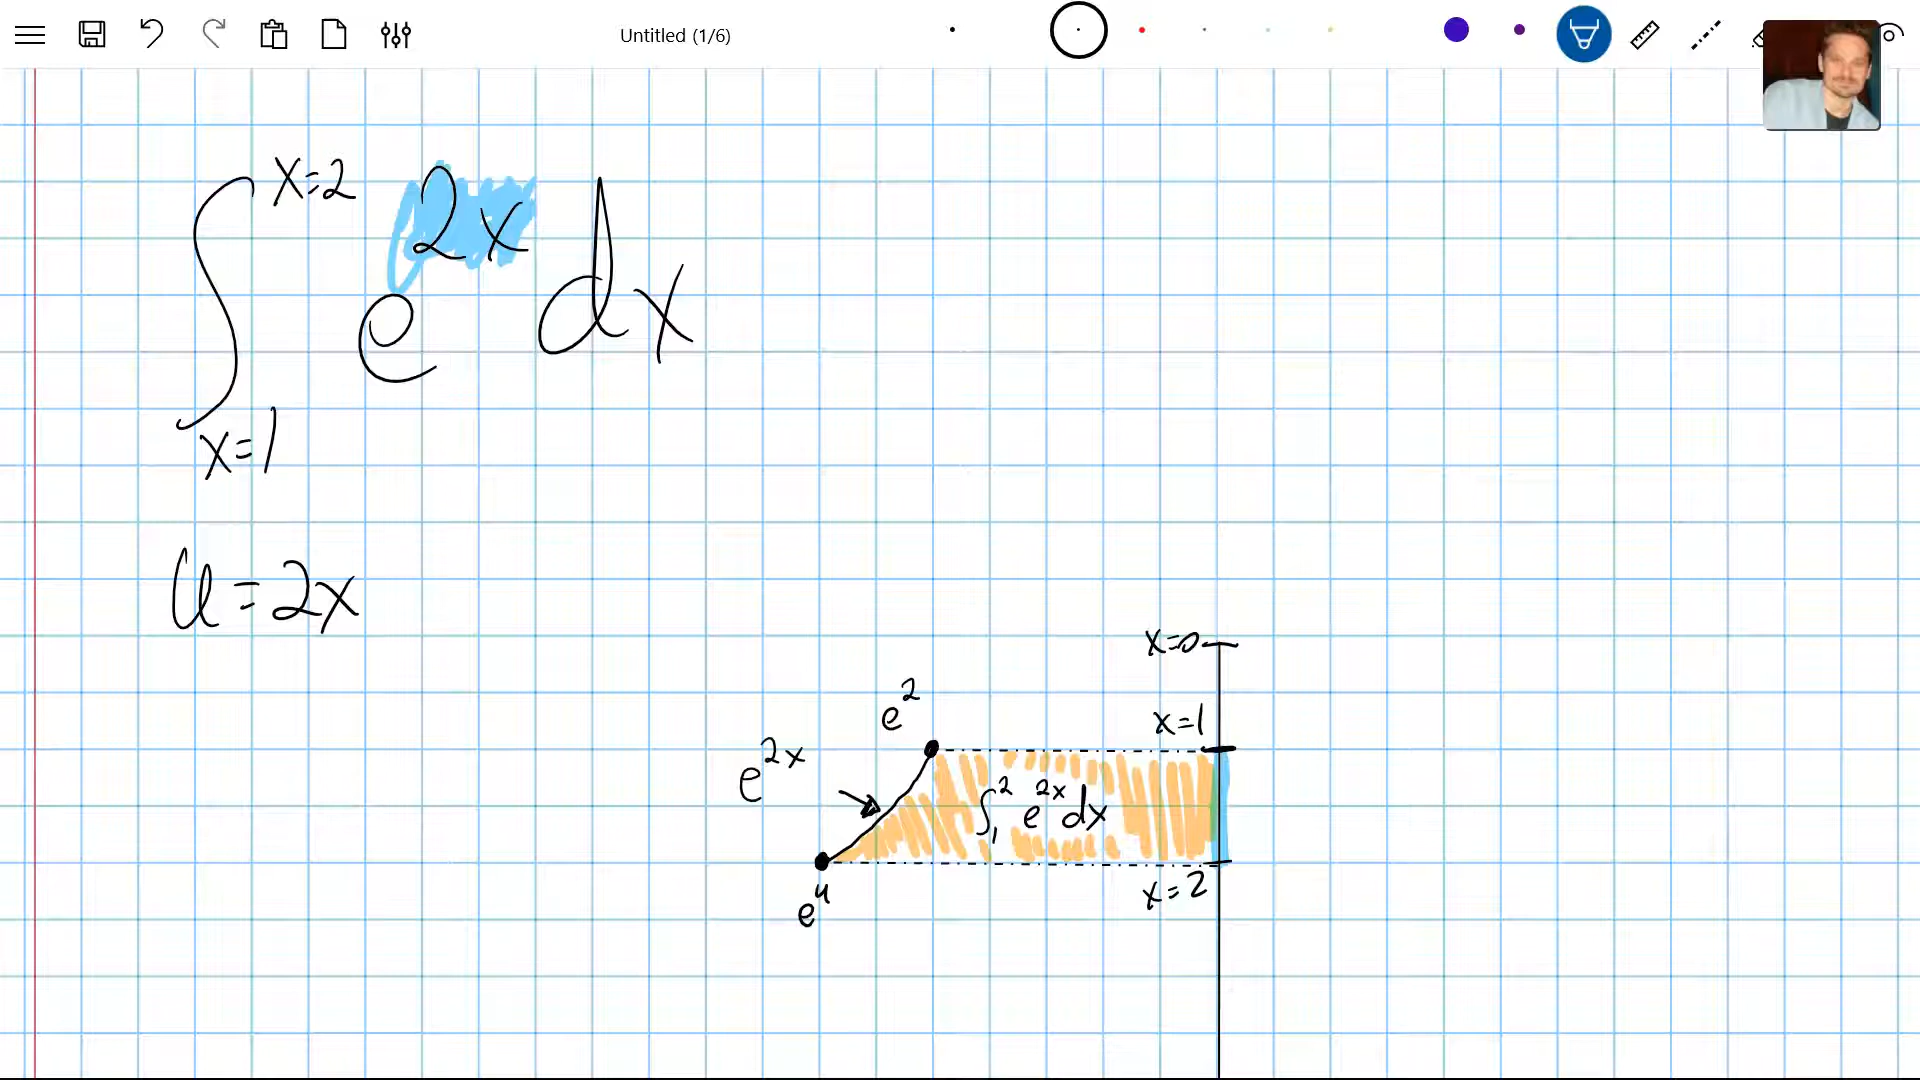 Untitled (1/6)
∫ x=2 x=1 e^2x dx
u = 2x
x=0
e^2
x=1
e^2x
∫₁² e^2x dx
x=2
e^4